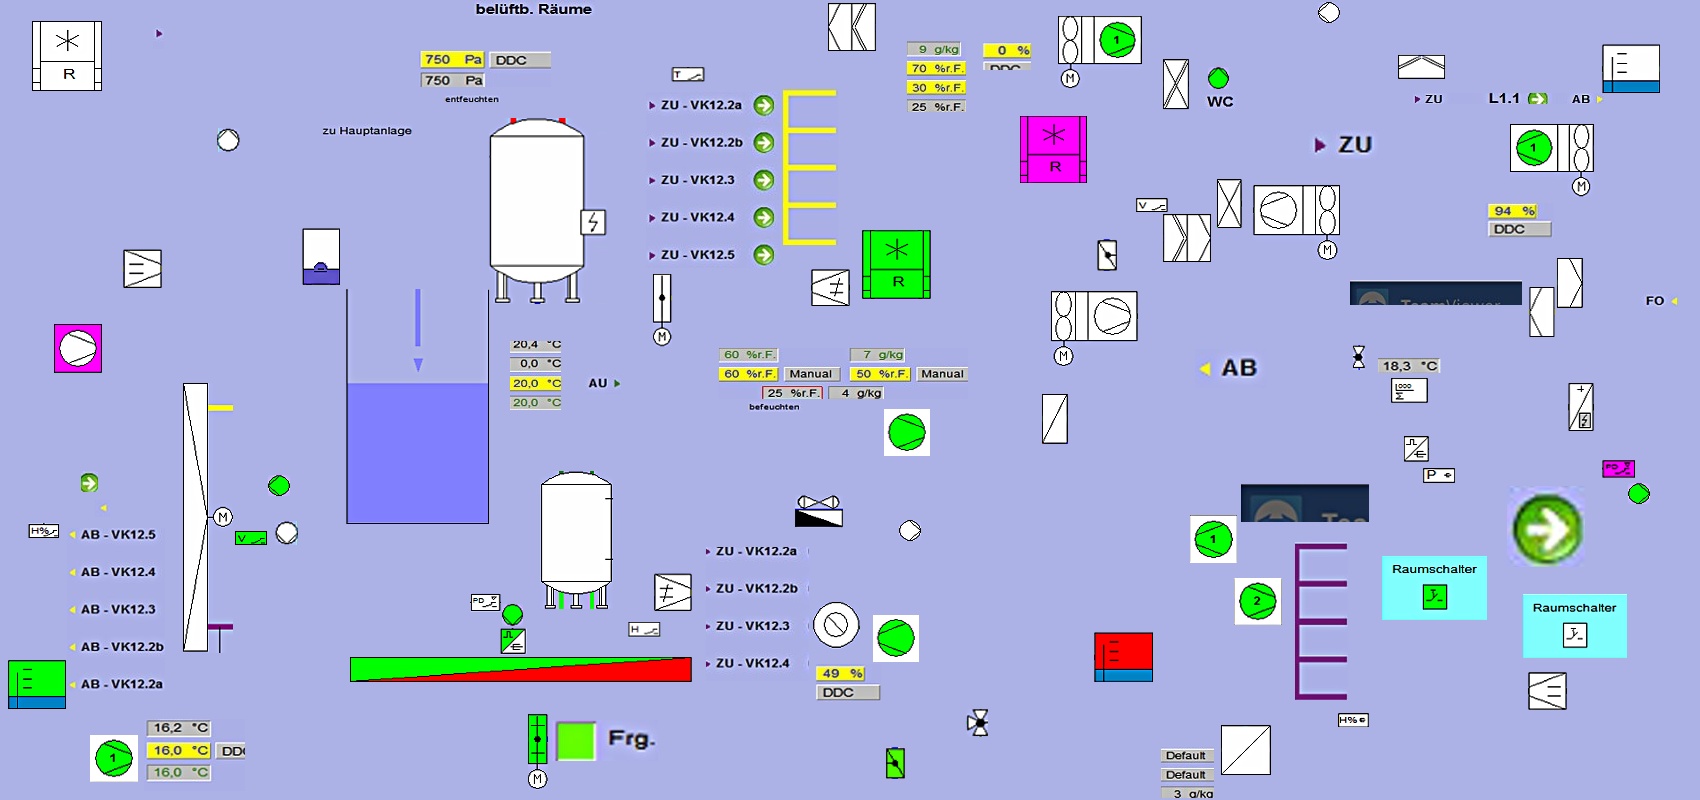 belüftb. Räume
R
750 Pa DDC
750 Pa
entfeuchten
zu Hauptanlage
T
ZU - VK12.2a
ZU - VK12.2b
ZU - VK12.3
ZU - VK12.4
ZU - VK12.5
9 g/kg
70 %r.F.
30 %r.F.
25 %r.F.
0 %
DDC
1
M
WC
R
R
ZU
L1.1
AB
ZU
1
M
94 %
DDC
V
M
M
M
TeamViewer
FO
AB
18,3 °C
1000
Σ
20,4 °C
0,0 °C
20,0 °C
20,0 °C
AU
60 %r.F.
7 g/kg
60 %r.F. Manual
50 %r.F. Manual
25 %r.F.
4 g/kg
befeuchten
P
PD
M
V
H%
AB - VK12.5
AB - VK12.4
AB - VK12.3
AB - VK12.2b
AB - VK12.2a
PD
H
ZU - VK12.2a
ZU - VK12.2b
ZU - VK12.3
ZU - VK12.4
49 %
DDC
1
2
Raumschalter
Raumschalter
H%
1
16,2 °C
16,0 °C
16,0 °C
M
Frg.
Default
Default
3 g/kg